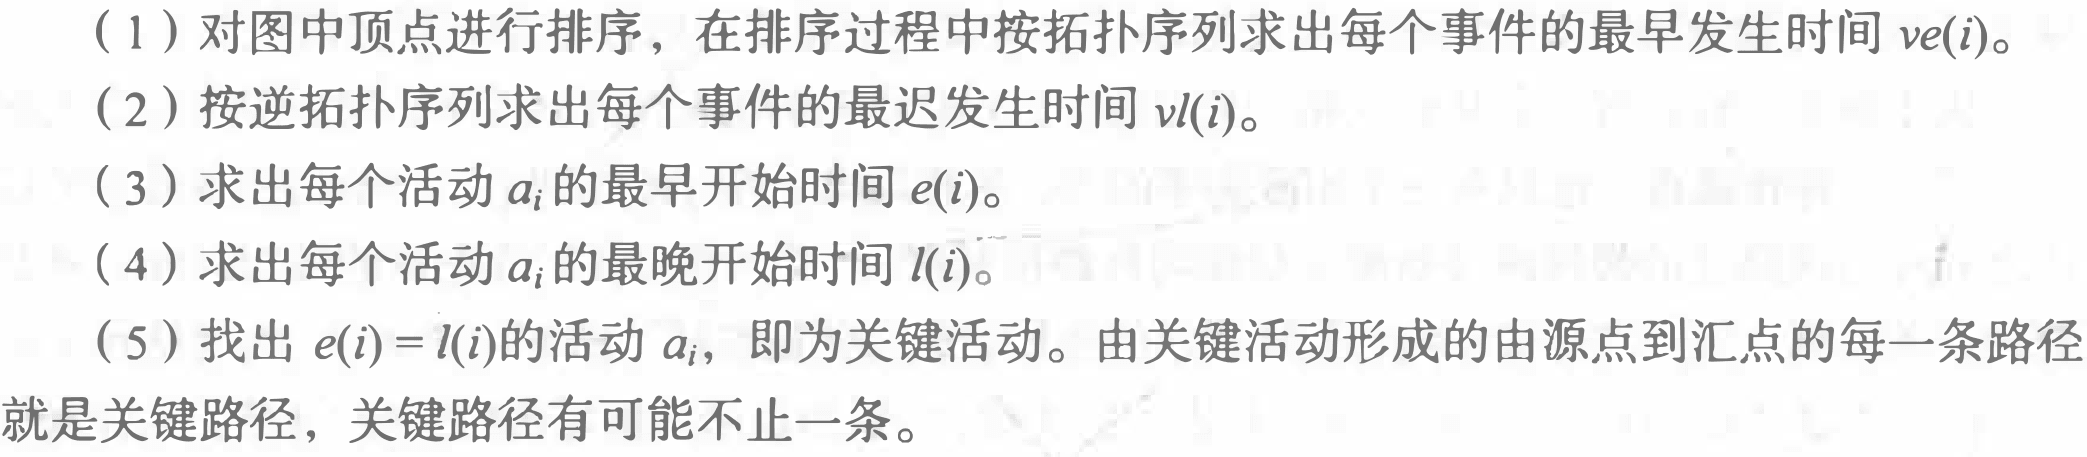 （1）对图中顶点进行排序，在排序过程中按拓扑序列求出每个事件的最早发生时间 ve(i)。
（2）按逆拓扑序列求出每个事件的最迟发生时间 vl(i)。
（3）求出每个活动 aᵢ 的最早开始时间 e(i)。
（4）求出每个活动 aᵢ 的最晚开始时间 l(i)。
（5）找出 e(i) = l(i)的活动 aᵢ，即为关键活动。由关键活动形成的由源点到汇点的每一条路径
就是关键路径，关键路径有可能不止一条。